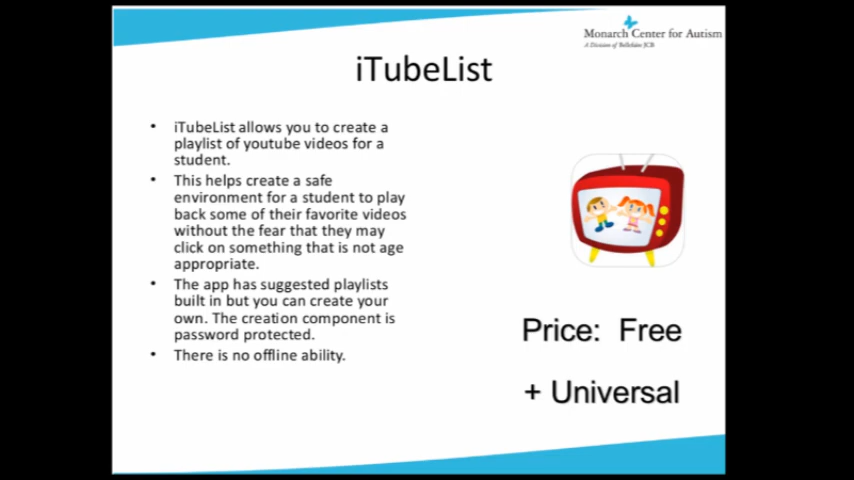 Monarch Center for Autism
A Division of Bellefaire JCB
iTubeList
• iTubeList allows you to create a
playlist of youtube videos for a
student.
• This helps create a safe
environment for a student to play
back some of their favorite videos
without the fear that they may
click on something that is not age
appropriate.
• The app has suggested playlists
built in but you can create your
own. The creation component is
password protected.
• There is no offline ability.
Price: Free
+ Universal